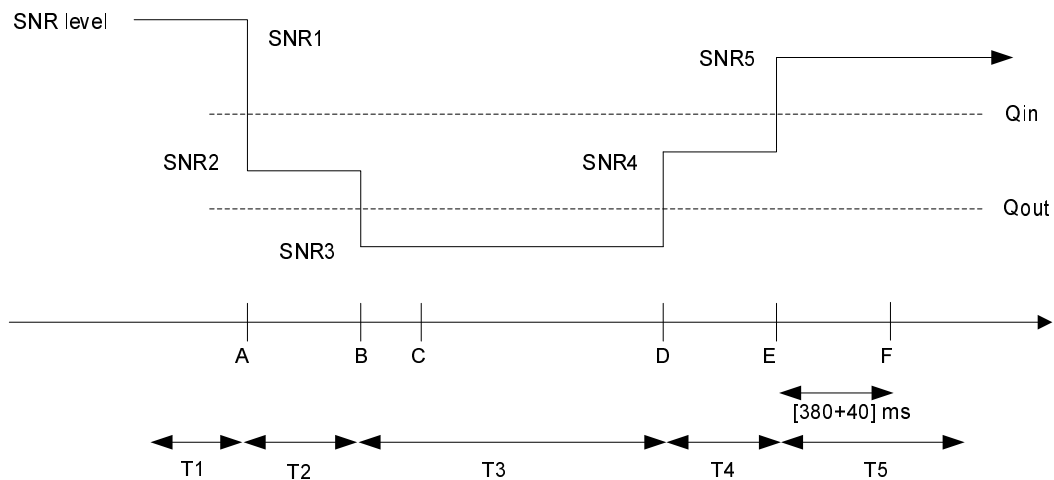 SNR level
SNR1
SNR5
Qin
SNR2
SNR4
Qout
SNR3
A B C D E F
[380+40] ms
T1 T2 T3 T4 T5